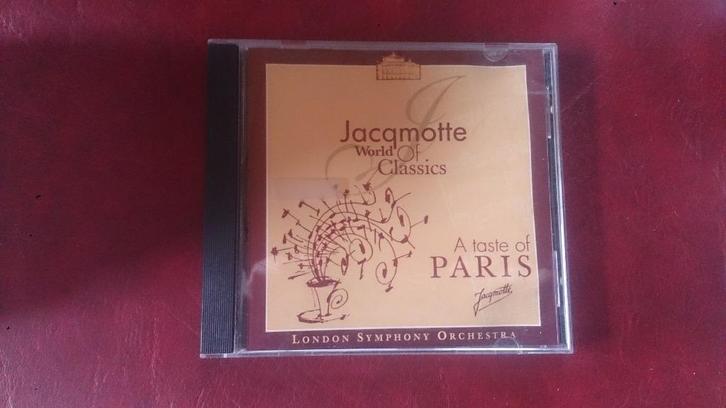 Jacqmotte
World Of
Classics
A taste of
PARIS
Jacqmotte
LONDON SYMPHONY ORCHESTRA